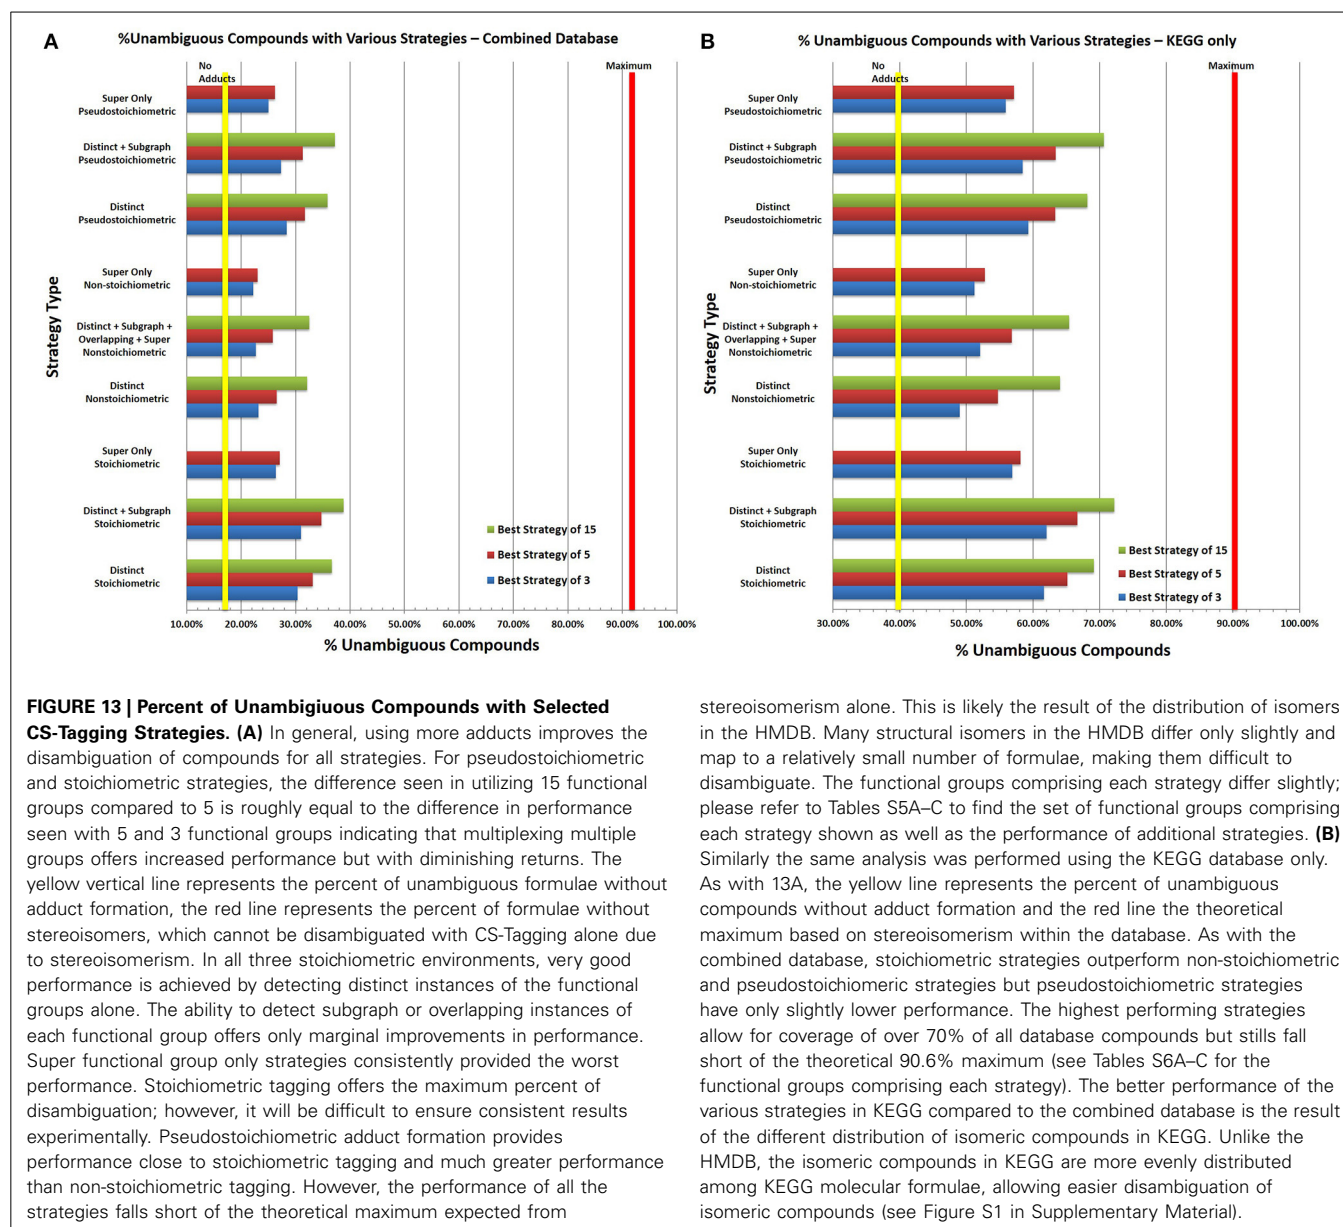 A
%Unambiguous Compounds with Various Strategies – Combined Database
No
Adducts
Maximum
Super Only
Pseudostoichiometric
Distinct + Subgraph
Pseudostoichiometric
Distinct
Pseudostoichiometric
Super Only
Non-stoichiometric
Distinct + Subgraph +
Overlapping + Super
Nonstoichiometric
Distinct
Nonstoichiometric
Super Only
Stoichiometric
Distinct + Subgraph
Stoichiometric
Distinct
Stoichiometric
Strategy Type
Best Strategy of 15
Best Strategy of 5
Best Strategy of 3
10.00% 20.00% 30.00% 40.00% 50.00% 60.00% 70.00% 80.00% 90.00% 100.00%
% Unambiguous Compounds
B
% Unambiguous Compounds with Various Strategies – KEGG only
No
Adducts
Maximum
Super Only
Pseudostoichiometric
Distinct + Subgraph
Pseudostoichiometric
Distinct
Pseudostoichiometric
Super Only
Non-stoichiometric
Distinct + Subgraph +
Overlapping + Super
Nonstoichiometric
Distinct
Nonstoichiometric
Super Only
Stoichiometric
Distinct + Subgraph
Stoichiometric
Distinct
Stoichiometric
Strategy Type
Best Strategy of 15
Best Strategy of 5
Best Strategy of 3
30.00% 40.00% 50.00% 60.00% 70.00% 80.00% 90.00% 100.00%
% Unambiguous Compounds
FIGURE 13 | Percent of Unambigiuous Compounds with Selected
CS-Tagging Strategies. (A) In general, using more adducts improves the
disambiguation of compounds for all strategies. For pseudostoichiometric
and stoichiometric strategies, the difference seen in utilizing 15 functional
groups compared to 5 is roughly equal to the difference in performance
seen with 5 and 3 functional groups indicating that multiplexing multiple
groups offers increased performance but with diminishing returns. The
yellow vertical line represents the percent of unambiguous formulae without
adduct formation, the red line represents the percent of formulae without
stereoisomers, which cannot be disambiguated with CS-Tagging alone due
to stereoisomerism. In all three stoichiometric environments, very good
performance is achieved by detecting distinct instances of the functional
groups alone. The ability to detect subgraph or overlapping instances of
each functional group offers only marginal improvements in performance.
Super functional group only strategies consistently provided the worst
performance. Stoichiometric tagging offers the maximum percent of
disambiguation; however, it will be difficult to ensure consistent results
experimentally. Pseudostoichiometric adduct formation provides
performance close to stoichiometric tagging and much greater performance
than non-stoichiometric tagging. However, the performance of all the
strategies falls short of the theoretical maximum expected from
stereoisomerism alone. This is likely the result of the distribution of isomers
in the HMDB. Many structural isomers in the HMDB differ only slightly and
map to a relatively small number of formulae, making them difficult to
disambiguate. The functional groups comprising each strategy differ slightly;
please refer to Tables S5A–C to find the set of functional groups comprising
each strategy shown as well as the performance of additional strategies. (B)
Similarly the same analysis was performed using the KEGG database only.
As with 13A, the yellow line represents the percent of unambiguous
compounds without adduct formation and the red line the theoretical
maximum based on stereoisomerism within the database. As with the
combined database, stoichiometric strategies outperform non-stoichiometric
and pseudostoichiomeric strategies but pseudostoichiometric strategies
have only slightly lower performance. The highest performing strategies
allow for coverage of over 70% of all database compounds but stills fall
short of the theoretical 90.6% maximum (see Tables S6A–C for the
functional groups comprising each strategy). The better performance of the
various strategies in KEGG compared to the combined database is the result
of the different distribution of isomeric compounds in KEGG. Unlike the
HMDB, the isomeric compounds in KEGG are more evenly distributed
among KEGG molecular formulae, allowing easier disambiguation of
isomeric compounds (see Figure S1 in Supplementary Material).